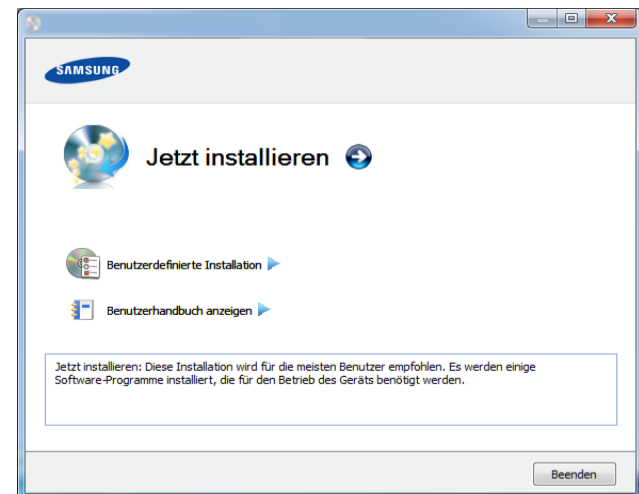 SAMSUNG
Jetzt installieren
Benutzerdefinierte Installation
Benutzerhandbuch anzeigen
Jetzt installieren: Diese Installation wird für die meisten Benutzer empfohlen. Es werden einige
Software-Programme installiert, die für den Betrieb des Geräts benötigt werden.
Beenden